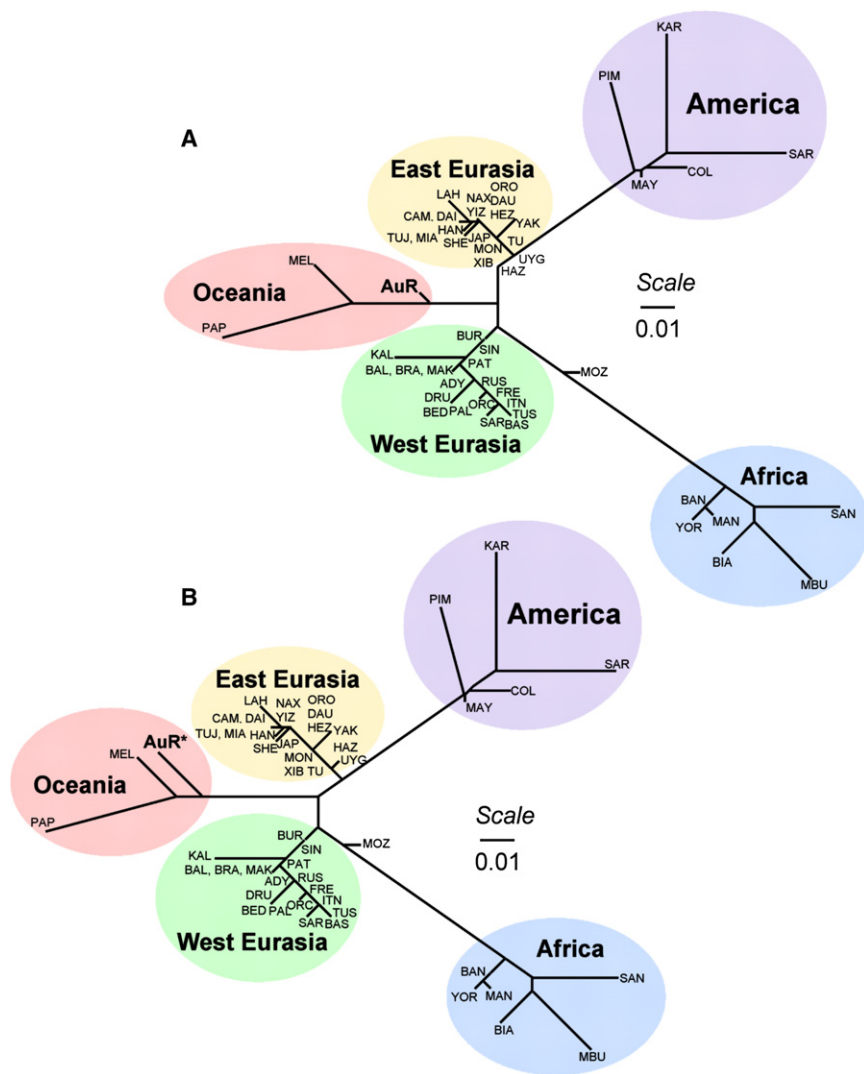 A
America
KAR
PIM
SAR
COL
MAY
East Eurasia
LAH
NAX
YIZ
ORO
DAU
HEZ
YAK
CAM, DAI
TUJ, MIA
HAN
SHE
JAP
MON
TU
XIB
UYG
HAZ
Oceania
MEL
AuR
PAP
Scale
0.01
BUR
SIN
KAL
PAT
BAL, BRA, MAK
ADY
RUS
DRU
FRE
BED
PAL
ORC
ITN
TUS
SAR
BAS
West Eurasia
MOZ
Africa
BAN
YOR
MAN
SAN
BIA
MBU
B
America
KAR
PIM
SAR
COL
MAY
East Eurasia
LAH
NAX
YIZ
ORO
DAU
HEZ
YAK
CAM, DAI
TUJ, MIA
HAN
SHE
JAP
MON
HAZ
XIB
TU
UYG
Oceania
MEL
AuR*
PAP
Scale
0.01
BUR
SIN
KAL
PAT
BAL, BRA, MAK
ADY
RUS
DRU
FRE
BED
PAL
ORC
ITN
TUS
SAR
BAS
West Eurasia
MOZ
Africa
BAN
YOR
MAN
SAN
BIA
MBU